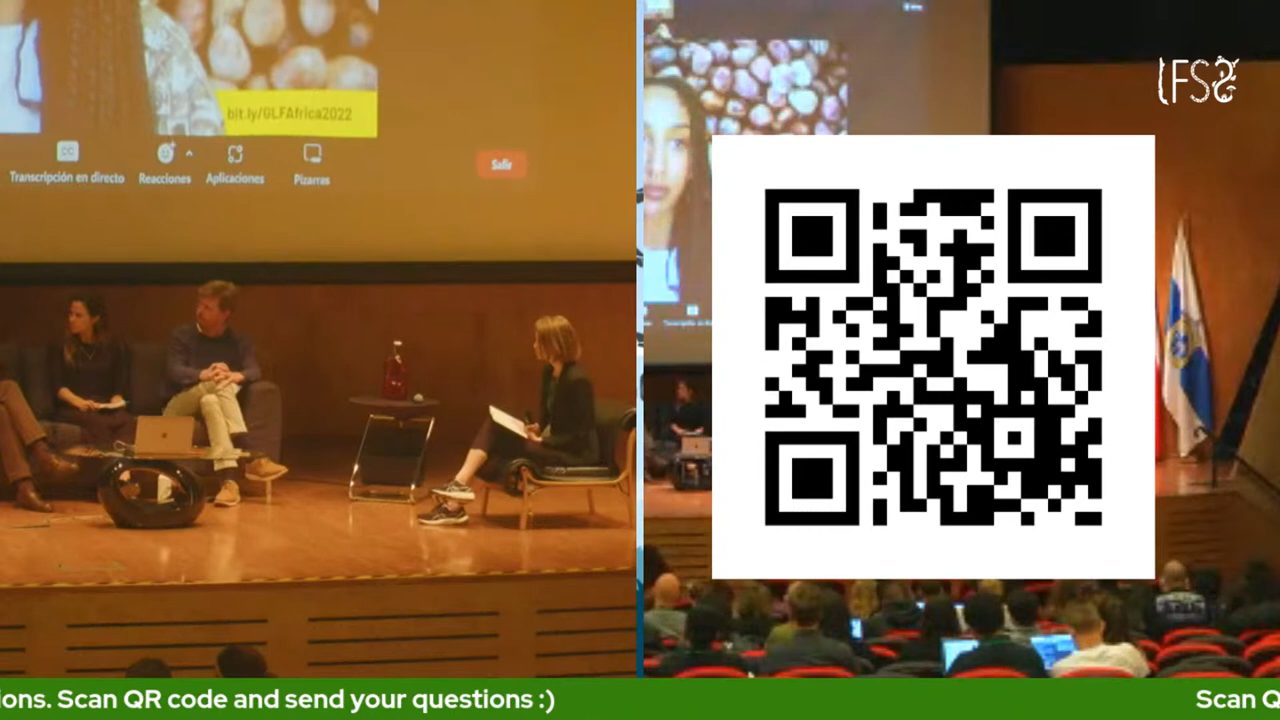 bit.ly/GLFAfrica2022
Transcripción en directo
Reacciones
Aplicaciones
Pizarras
Salir
ions. Scan QR code and send your questions :)
Scan Q